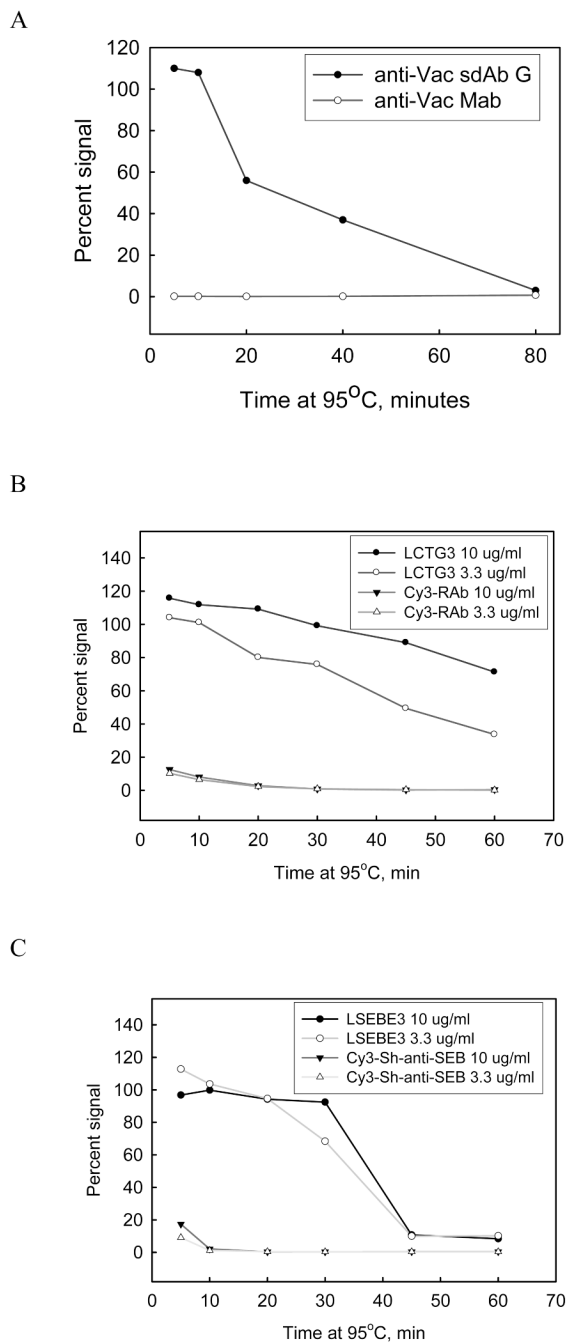 A
120
100
80
60
40
20
0
Percent signal
anti-Vac sdAb G
anti-Vac Mab
0 20 40 60 80
Time at 95°C, minutes
B
140
120
100
80
60
40
20
0
Percent signal
LCTG3 10 ug/ml
LCTG3 3.3 ug/ml
Cy3-RAb 10 ug/ml
Cy3-RAb 3.3 ug/ml
0 10 20 30 40 50 60 70
Time at 95°C, min
C
140
120
100
80
60
40
20
0
Percent signal
LSEBE3 10 ug/ml
LSEBE3 3.3 ug/ml
Cy3-Sh-anti-SEB 10 ug/ml
Cy3-Sh-anti-SEB 3.3 ug/ml
0 10 20 30 40 50 60 70
Time at 95°C, min